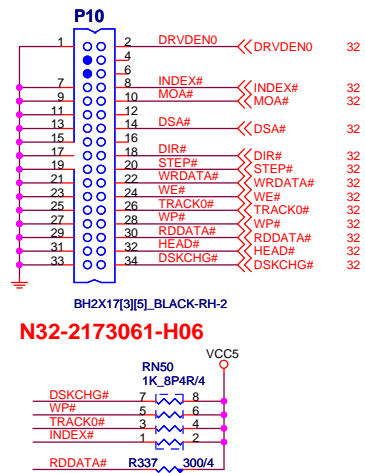 P10
1 2 DRVDEN0 DRVDEN0 32
4
6
7 8 INDEX# INDEX# 32
9 10 MOA# MOA# 32
11 12
13 14 DSA# DSA# 32
15 16
17 18 DIR# DIR# 32
19 20 STEP# STEP# 32
21 22 WRDATA# WRDATA# 32
23 24 WE# WE# 32
25 26 TRACK0# TRACK0# 32
27 28 WP# WP# 32
29 30 RDDATA# RDDATA# 32
31 32 HEAD# HEAD# 32
33 34 DSKCHG# DSKCHG# 32
BH2X17[3][5]_BLACK-RH-2
N32-2173061-H06
VCC5
RN50
1K_8P4R/4
DSKCHG# 7 8
WP# 5 6
TRACK0# 3 4
INDEX# 1 2
RDDATA# R337 300/4